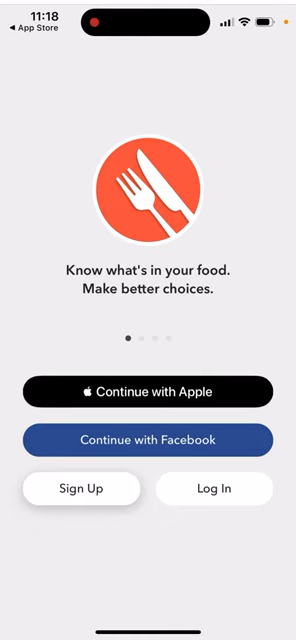 11:18
◀ App Store
Know what's in your food.
Make better choices.
Continue with Apple
Continue with Facebook
Sign Up
Log In